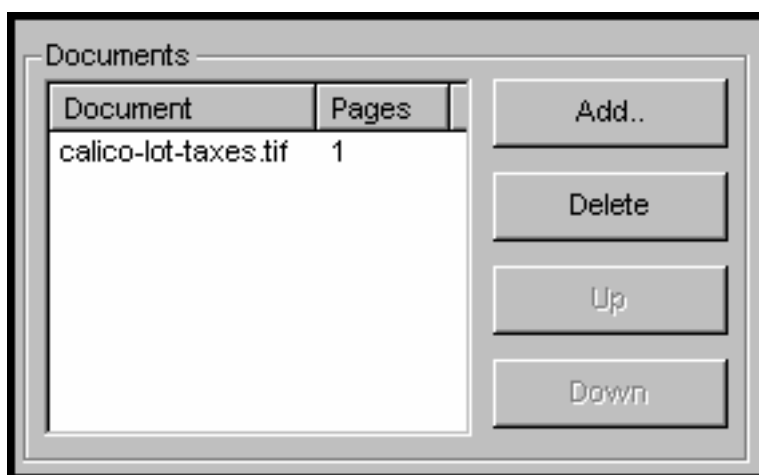 Documents
Document Pages
calico-lot-taxes.tif 1
Add..
Delete
Up
Down